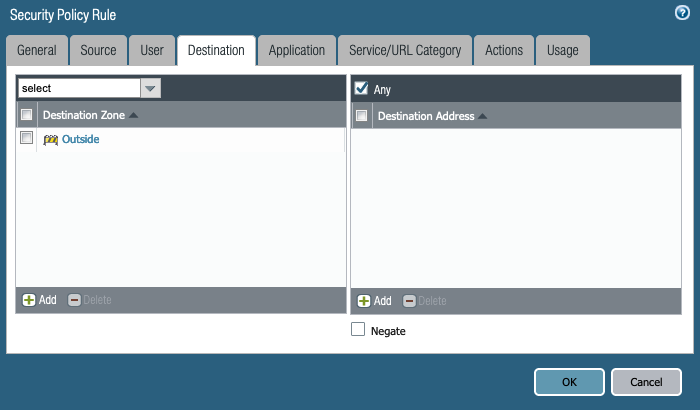 Security Policy Rule
General Source User Destination Application Service/URL Category Actions Usage
select
Any
Destination Zone
Destination Address
Outside
Add Delete
Add Delete
Negate
OK Cancel